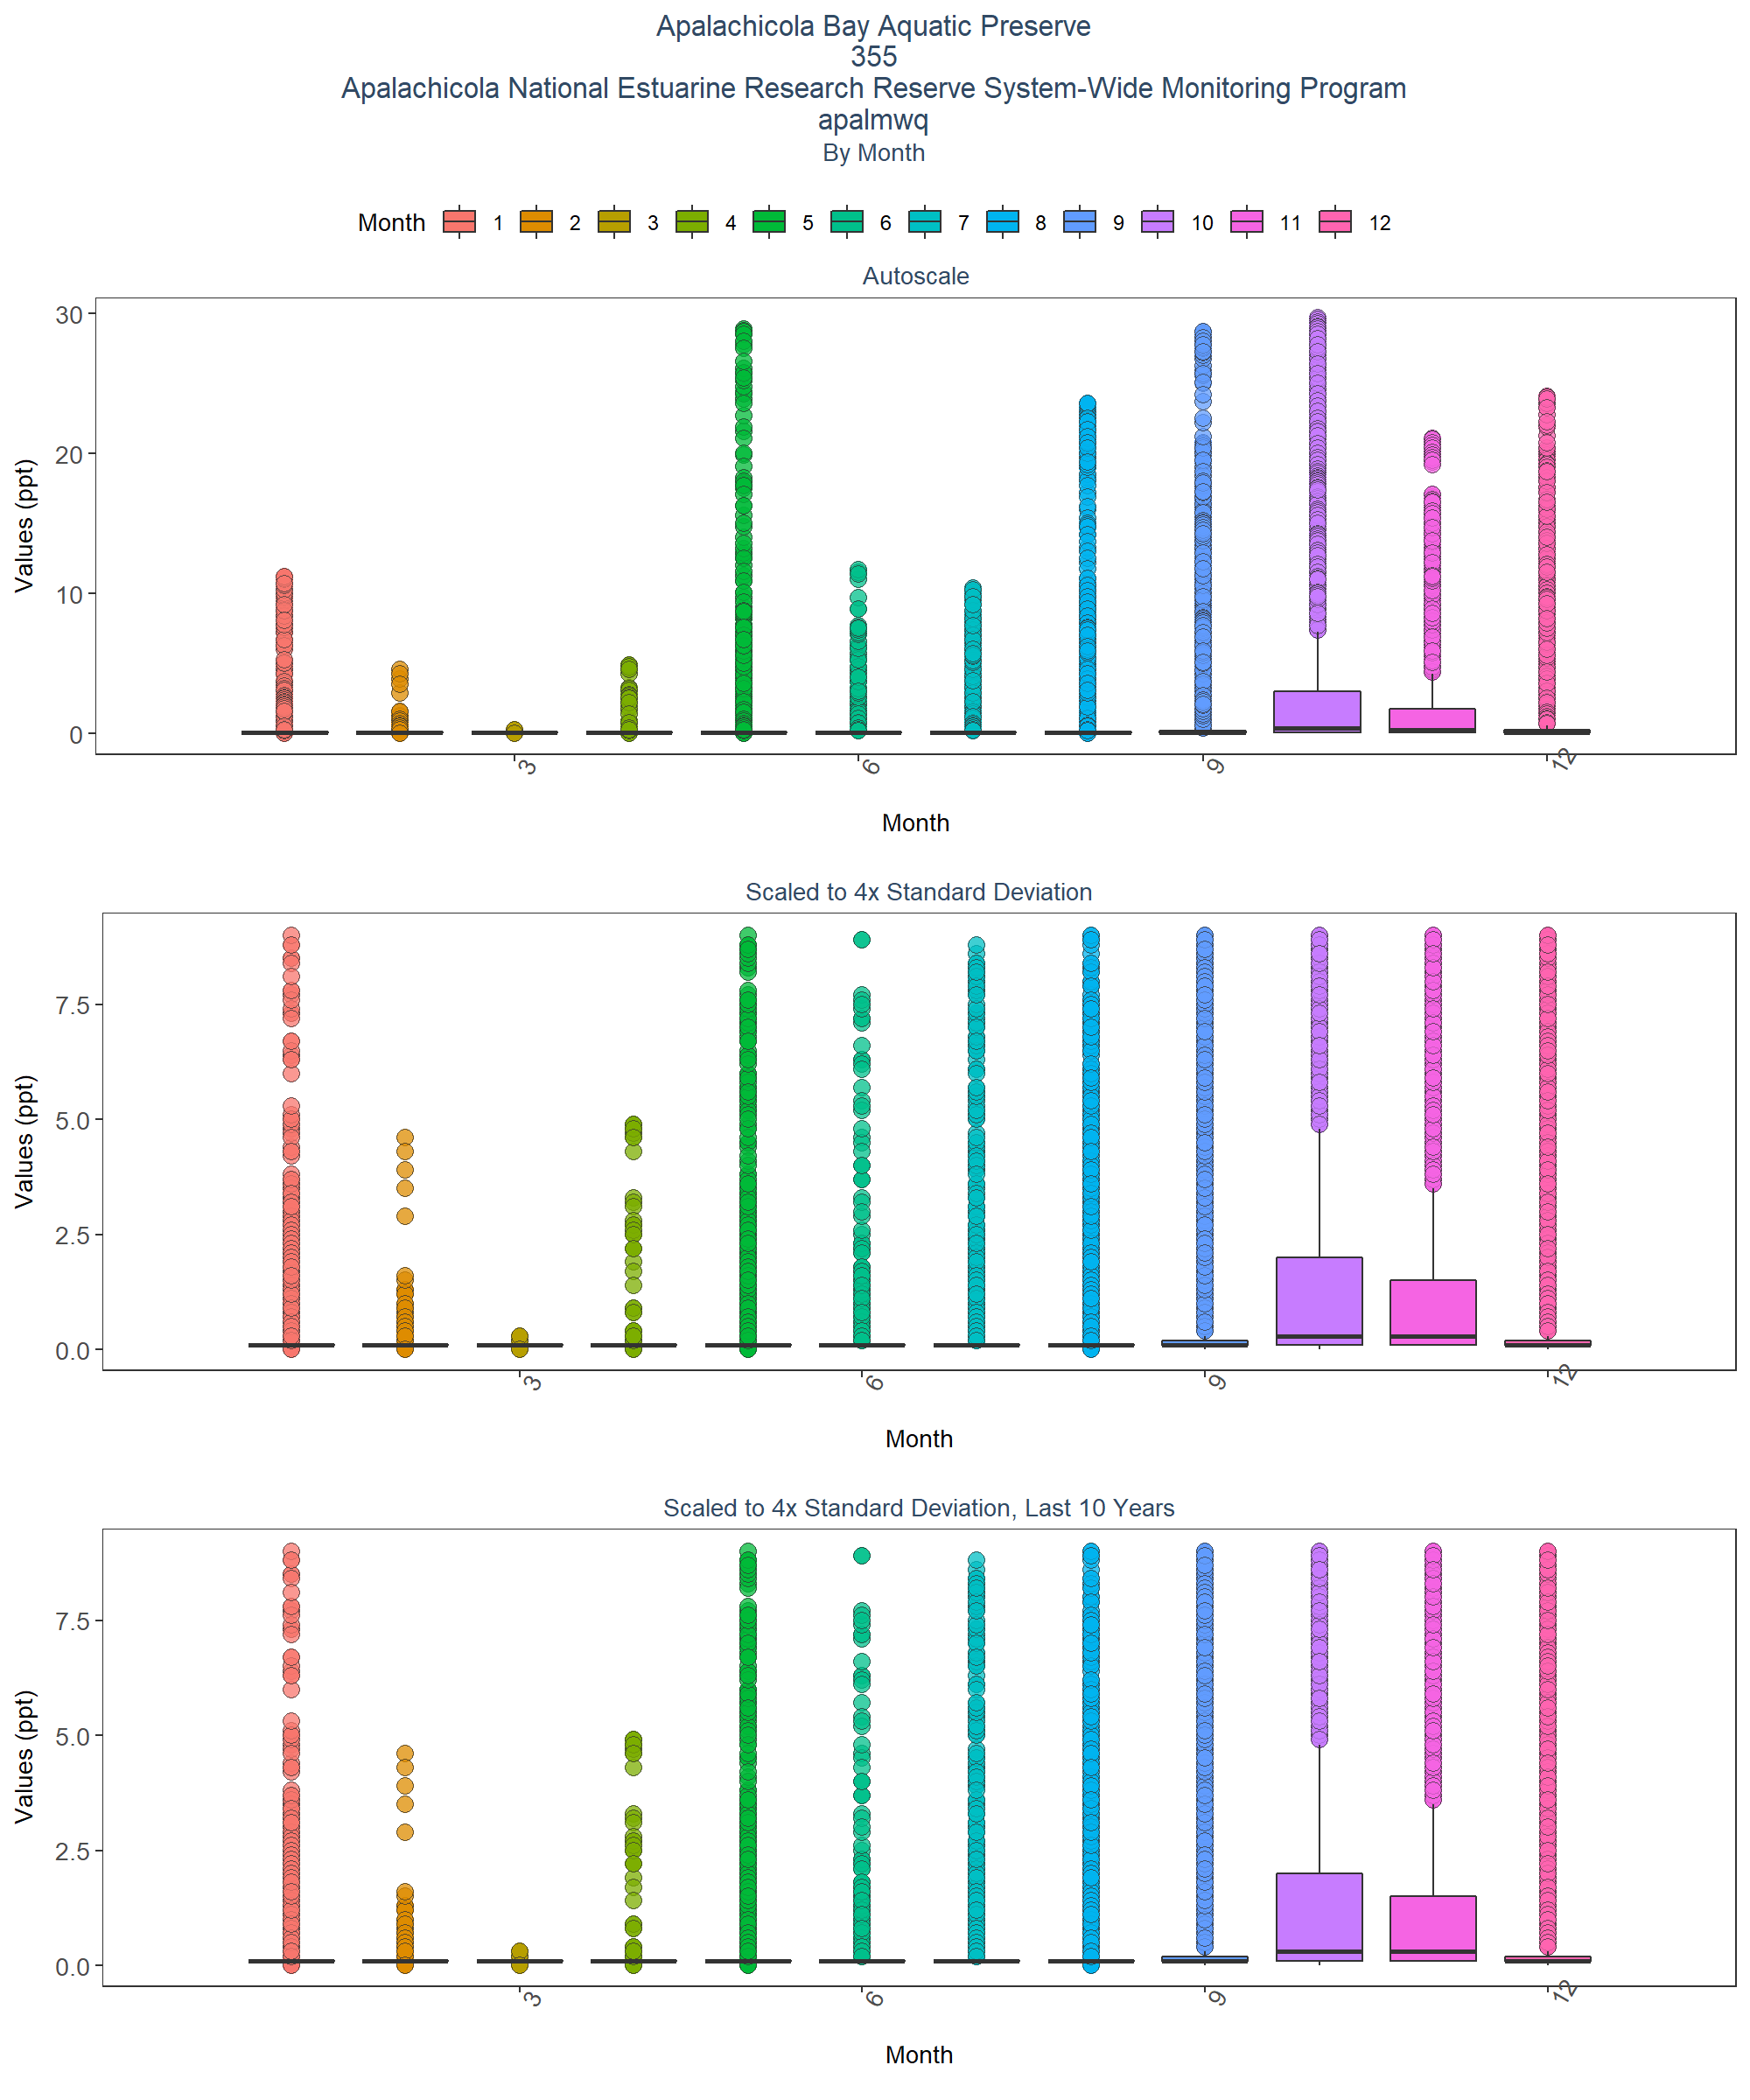 Apalachicola Bay Aquatic Preserve
355
Apalachicola National Estuarine Research Reserve System-Wide Monitoring Program
apalmwq
By Month
Month 1 2 3 4 5 6 7 8 9 10 11 12
Autoscale
Values (ppt)
30
20
10
0
3 6 9 12
Month
Scaled to 4x Standard Deviation
Values (ppt)
7.5
5.0
2.5
0.0
3 6 9 12
Month
Scaled to 4x Standard Deviation, Last 10 Years
Values (ppt)
7.5
5.0
2.5
0.0
3 6 9 12
Month